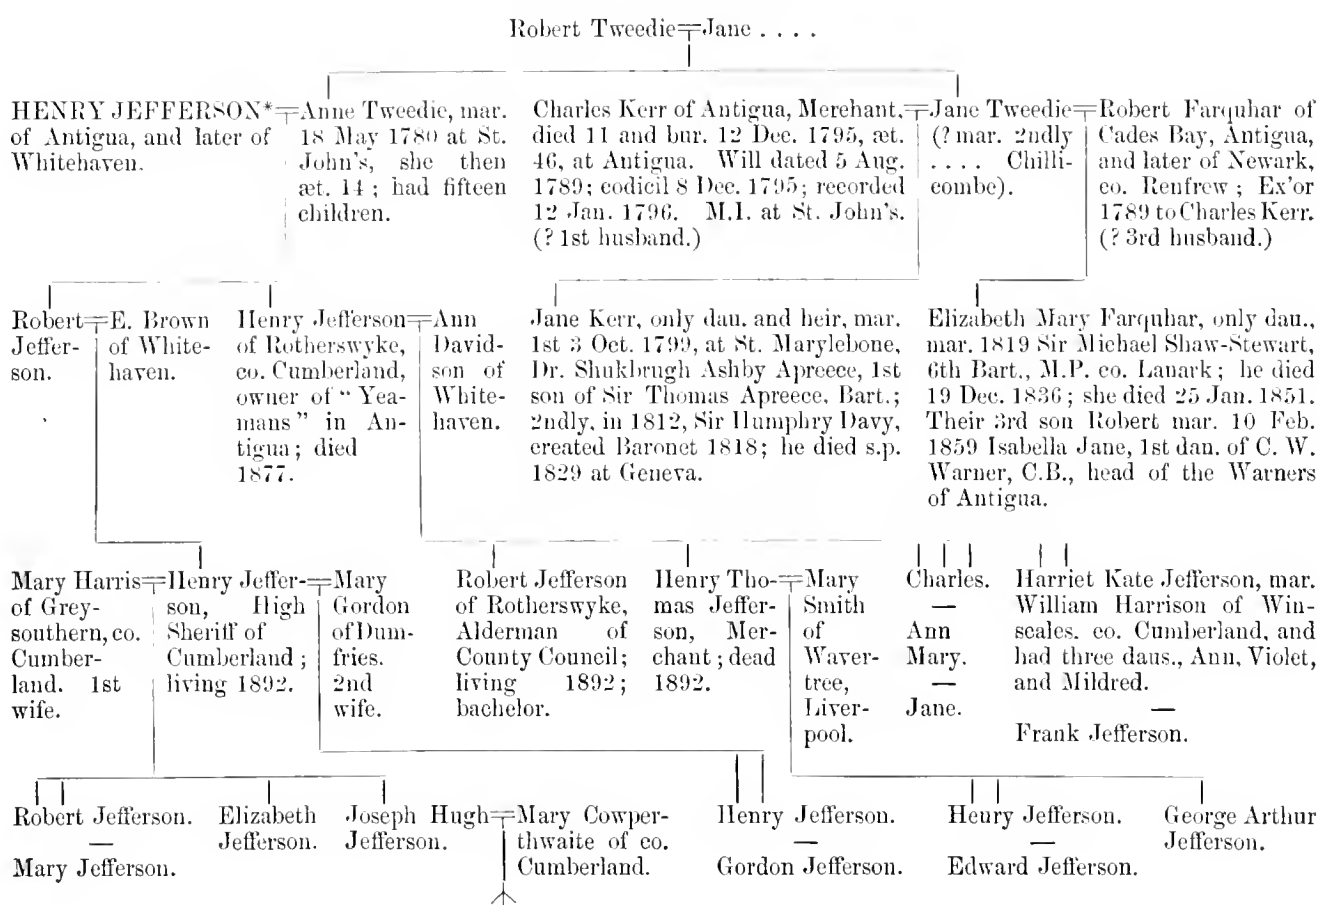 Robert Tweedie=Jane . . . .
HENRY JEFFERSON*=
of Antigua, and later of
Whitehaven.
Anne Tweedie, mar.
18 May 1780 at St.
John's, she then
æt. 14; had fifteen
children.
Charles Kerr of Antigua, Merchant,=
died 11 and bur. 12 Dec. 1795, æt.
46, at Antigua. Will dated 5 Aug.
1789; codicil 8 Dec. 1795; recorded
12 Jan. 1796. M.I. at St. John's.
(? 1st husband.)
Jane Tweedie=
(? mar. 2ndly
. . . . Chilli-
combe).
Robert Farquhar of
Cades Bay, Antigua,
and later of Newark,
co. Renfrew; Ex'or
1789 to Charles Kerr.
(? 3rd husband.)
Robert=
Jeffer-
son.
E. Brown
of White-
haven.
Henry Jefferson=
of Rotherswyke,
co. Cumberland,
owner of "Yea-
mans" in An-
tigua; died
1877.
Ann
David-
son of
White-
haven.
Jane Kerr, only dau. and heir, mar.
1st 3 Oct. 1799, at St. Marylebone,
Dr. Shukbrugh Ashby Apreece, 1st
son of Sir Thomas Apreece, Bart.;
2ndly, in 1812, Sir Humphry Davy,
created Baronet 1818; he died s.p.
1829 at Geneva.
Elizabeth Mary Farquhar, only dau.,
mar. 1819 Sir Michael Shaw-Stewart,
6th Bart., M.P. co. Lanark; he died
19 Dec. 1836; she died 25 Jan. 1851.
Their 3rd son Robert mar. 10 Feb.
1859 Isabella Jane, 1st dau. of C. W.
Warner, C.B., head of the Warners
of Antigua.
Mary Harris=
of Grey-
southern, co.
Cumber-
land. 1st
wife.
Henry Jeffer-=
son, High
Sheriff of
Cumberland;
living 1892.
Mary
Gordon
of Dum-
fries.
2nd
wife.
Robert Jefferson
of Rotherswyke,
Alderman of
County Council;
living 1892;
bachelor.
Henry Tho-=
mas Jeffer-
son, Mer-
chant; dead
1892.
Mary
Smith
of
Waver-
tree,
Liver-
pool.
Charles.
—
Ann
Mary.
—
Jane.
Harriet Kate Jefferson, mar.
William Harrison of Win-
scales, co. Cumberland, and
had three daus., Ann, Violet,
and Mildred.
—
Frank Jefferson.
Robert Jefferson.
—
Mary Jefferson.
Elizabeth
Jefferson.
Joseph Hugh=
Jefferson.
Mary Cowper-
thwaite of co.
Cumberland.
Henry Jefferson.
—
Gordon Jefferson.
Henry Jefferson.
—
Edward Jefferson.
George Arthur
Jefferson.